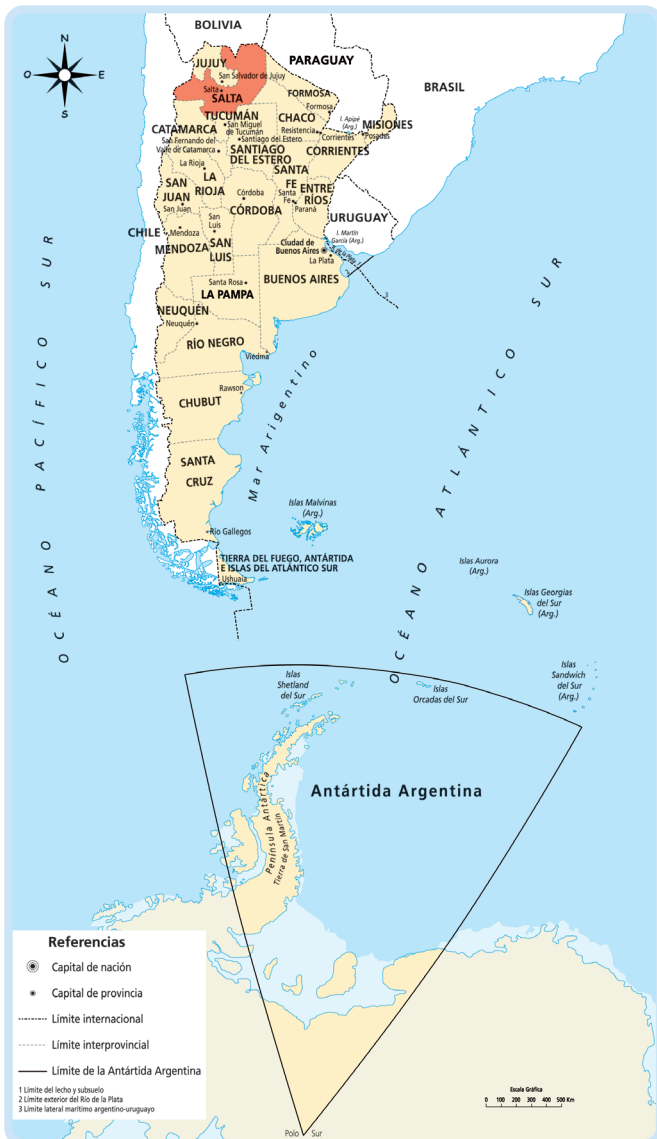 BOLIVIA
N
O
E
S
PARAGUAY
JUJUY
San Salvador de Jujuy
BRASIL
Salta
SALTA
FORMOSA
Formosa
TUCUMÁN
San Miguel
de Tucumán
CHACO
I. Apipé
(Arg.)
MISIONES
Posadas
CATAMARCA
Resistencia
Corrientes
San Fernando del
Valle de Catamarca
Santiago del Estero
SANTIAGO
DEL ESTERO
CORRIENTES
La Rioja
LA
RIOJA
SANTA
FE
SAN
JUAN
San Juan
Córdoba
CÓRDOBA
Santa
Fe
ENTRE
RÍOS
Paraná
URUGUAY
San
Luis
CHILE
Mendoza
MENDOZA
SAN
LUIS
I. Martín
García (Arg.)
Ciudad de
Buenos Aires
La Plata
1
2
3
Santa Rosa
BUENOS AIRES
LA PAMPA
NEUQUÉN
Neuquén
RÍO NEGRO
Viedma
Rawson
CHUBUT
SANTA
CRUZ
Mar Arigentino
OCÉANO PACÍFICO SUR
OCÉANO ATLÁNTICO SUR
Islas Malvinas
(Arg.)
Río Gallegos
TIERRA DEL FUEGO, ANTÁRTIDA
E ISLAS DEL ATLÁNTICO SUR
Ushuaia
Islas Aurora
(Arg.)
Islas Georgias
del Sur
(Arg.)
Islas
Shetland
del Sur
Islas
Orcadas del Sur
Islas
Sandwich
del Sur
(Arg.)
Antártida Argentina
Península Antártica
Tierra de San Martín
Referencias
Capital de nación
Capital de provincia
Límite internacional
Límite interprovincial
Límite de la Antártida Argentina
1 Límite del lecho y subsuelo
2 Límite exterior del Río de la Plata
3 Límite lateral marítimo argentino-uruguayo
Escala Gráfica
0 100 200 300 400 500 Km
Polo Sur